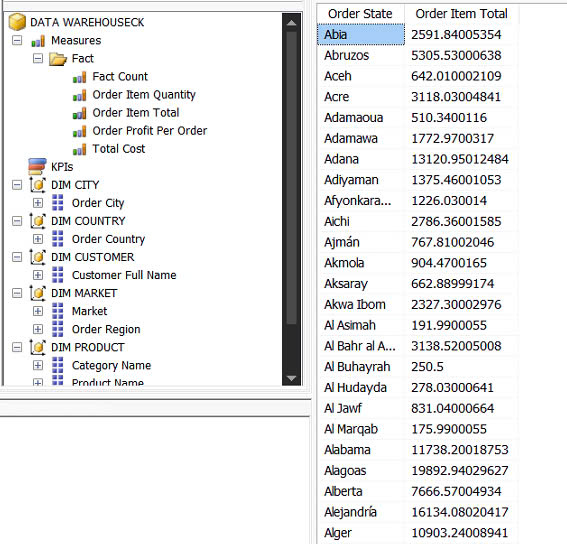 DATA WAREHOUSECK
Measures
Fact
Fact Count
Order Item Quantity
Order Item Total
Order Profit Per Order
Total Cost
KPIs
DIM CITY
Order City
DIM COUNTRY
Order Country
DIM CUSTOMER
Customer Full Name
DIM MARKET
Market
Order Region
DIM PRODUCT
Category Name
Product Name
Order State Order Item Total
Abia 2591.84005354
Abruzos 5305.53000638
Aceh 642.010002109
Acre 3118.03004841
Adamaoua 510.3400116
Adamawa 1772.9700317
Adana 13120.95012484
Adiyaman 1375.46001053
Afyonkara... 1226.030014
Aichi 2786.36001585
Ajmán 767.81002046
Akmola 904.4700165
Aksaray 662.88999174
Akwa Ibom 2327.30002976
Al Asimah 191.9900055
Al Bahr al A... 3138.52005008
Al Buhayrah 250.5
Al Hudayda 278.03000641
Al Jawf 831.04000664
Al Marqab 175.9900055
Alabama 11738.20018753
Alagoas 19892.94029627
Alberta 7666.57004934
Alejandría 16134.08020417
Alger 10903.24008941